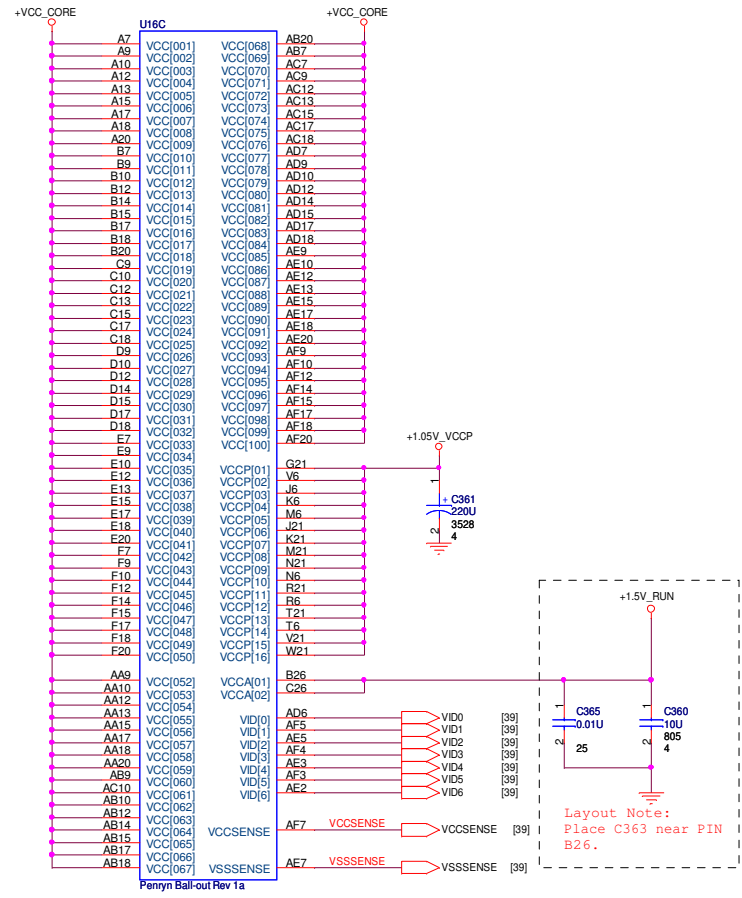 +VCC_CORE +VCC_CORE
U16C
A7 VCC[001] VCC[068] AB20
A9 VCC[002] VCC[069] AB7
A10 VCC[003] VCC[070] AC7
A12 VCC[004] VCC[071] AC9
A13 VCC[005] VCC[072] AC12
A15 VCC[006] VCC[073] AC13
A17 VCC[007] VCC[074] AC15
A18 VCC[008] VCC[075] AC17
A20 VCC[009] VCC[076] AC18
B7 VCC[010] VCC[077] AD7
B9 VCC[011] VCC[078] AD9
B10 VCC[012] VCC[079] AD10
B12 VCC[013] VCC[080] AD12
B14 VCC[014] VCC[081] AD14
B15 VCC[015] VCC[082] AD15
B17 VCC[016] VCC[083] AD17
B18 VCC[017] VCC[084] AD18
B20 VCC[018] VCC[085] AE9
C9 VCC[019] VCC[086] AE10
C10 VCC[020] VCC[087] AE12
C12 VCC[021] VCC[088] AE13
C13 VCC[022] VCC[089] AE15
C15 VCC[023] VCC[090] AE17
C17 VCC[024] VCC[091] AE18
C18 VCC[025] VCC[092] AE20
D9 VCC[026] VCC[093] AF9
D10 VCC[027] VCC[094] AF10
D12 VCC[028] VCC[095] AF12
D14 VCC[029] VCC[096] AF14
D15 VCC[030] VCC[097] AF15
D17 VCC[031] VCC[098] AF17
D18 VCC[032] VCC[099] AF18
E7 VCC[033] VCC[100] AF20
E9 VCC[034]
E10 VCC[035] VCCP[01] G21
E12 VCC[036] VCCP[02] V6
E13 VCC[037] VCCP[03] J6
E15 VCC[038] VCCP[04] K6
E17 VCC[039] VCCP[05] M6
E18 VCC[040] VCCP[06] J21
E20 VCC[041] VCCP[07] K21
F7 VCC[042] VCCP[08] M21
F9 VCC[043] VCCP[09] N21
F10 VCC[044] VCCP[10] N6
F12 VCC[045] VCCP[11] R21
F14 VCC[046] VCCP[12] R6
F15 VCC[047] VCCP[13] T21
F17 VCC[048] VCCP[14] T6
F18 VCC[049] VCCP[15] V21
F20 VCC[050] VCCP[16] W21
AA9 VCC[052] VCCA[01] B26
AA10 VCC[053] VCCA[02] C26
AA12 VCC[054]
AA13 VCC[055] VID[0] AD6 VID0 [39]
AA15 VCC[056] VID[1] AF5 VID1 [39]
AA17 VCC[057] VID[2] AE5 VID2 [39]
AA18 VCC[058] VID[3] AF4 VID3 [39]
AA20 VCC[059] VID[4] AE3 VID4 [39]
AB9 VCC[060] VID[5] AF3 VID5 [39]
AC10 VCC[061] VID[6] AE2 VID6 [39]
AB10 VCC[062]
AB12 VCC[063]
AB14 VCC[064] VCCSENSE AF7 VCCSENSE VCCSENSE [39]
AB15 VCC[065]
AB17 VCC[066]
AB18 VCC[067] VSSSENSE AE7 VSSSENSE VSSSENSE [39]
Penryn Ball-out Rev 1a
+1.05V_VCCP
1
+ C361
220U
2
3528
4
+1.5V_RUN
1
C365
0.01U
2
25
1
C360
10U
2
805
4
Layout Note:
Place C363 near PIN
B26.